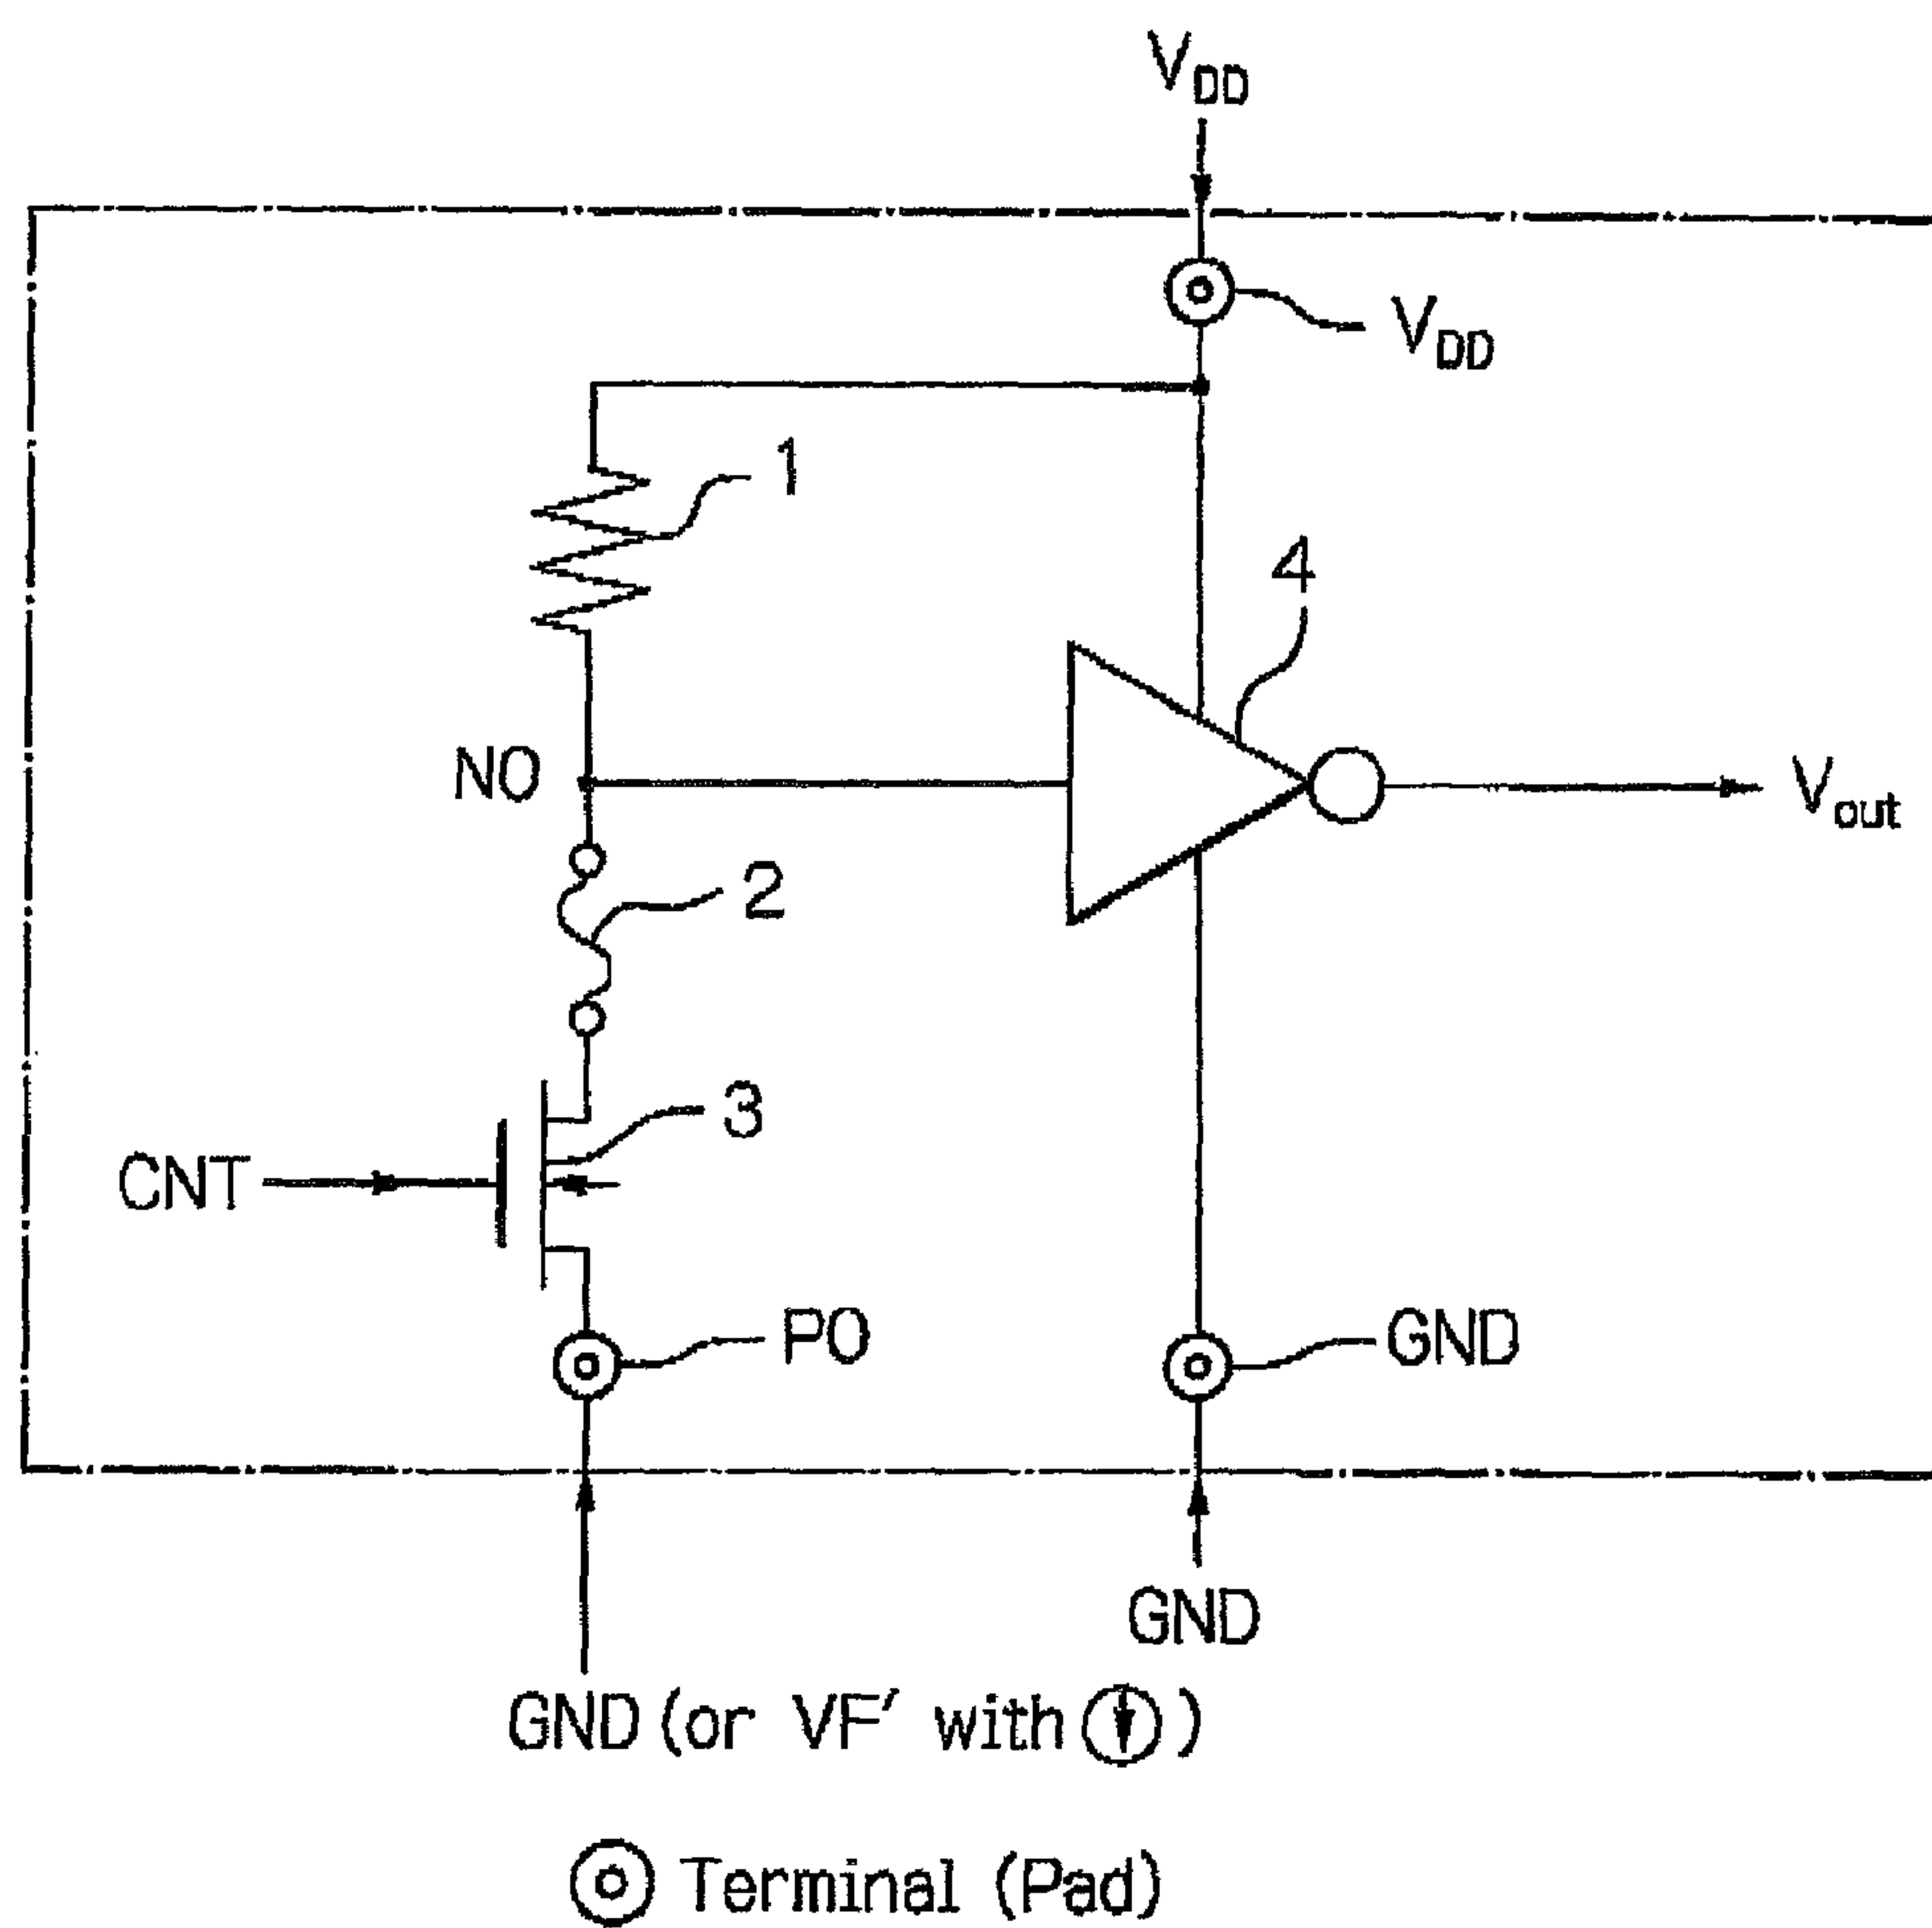 VDD
VDD
1
4
NO
Vout
2
3
CNT
PO
GND
GND
GND (or VF′ with )
Terminal (Pad)